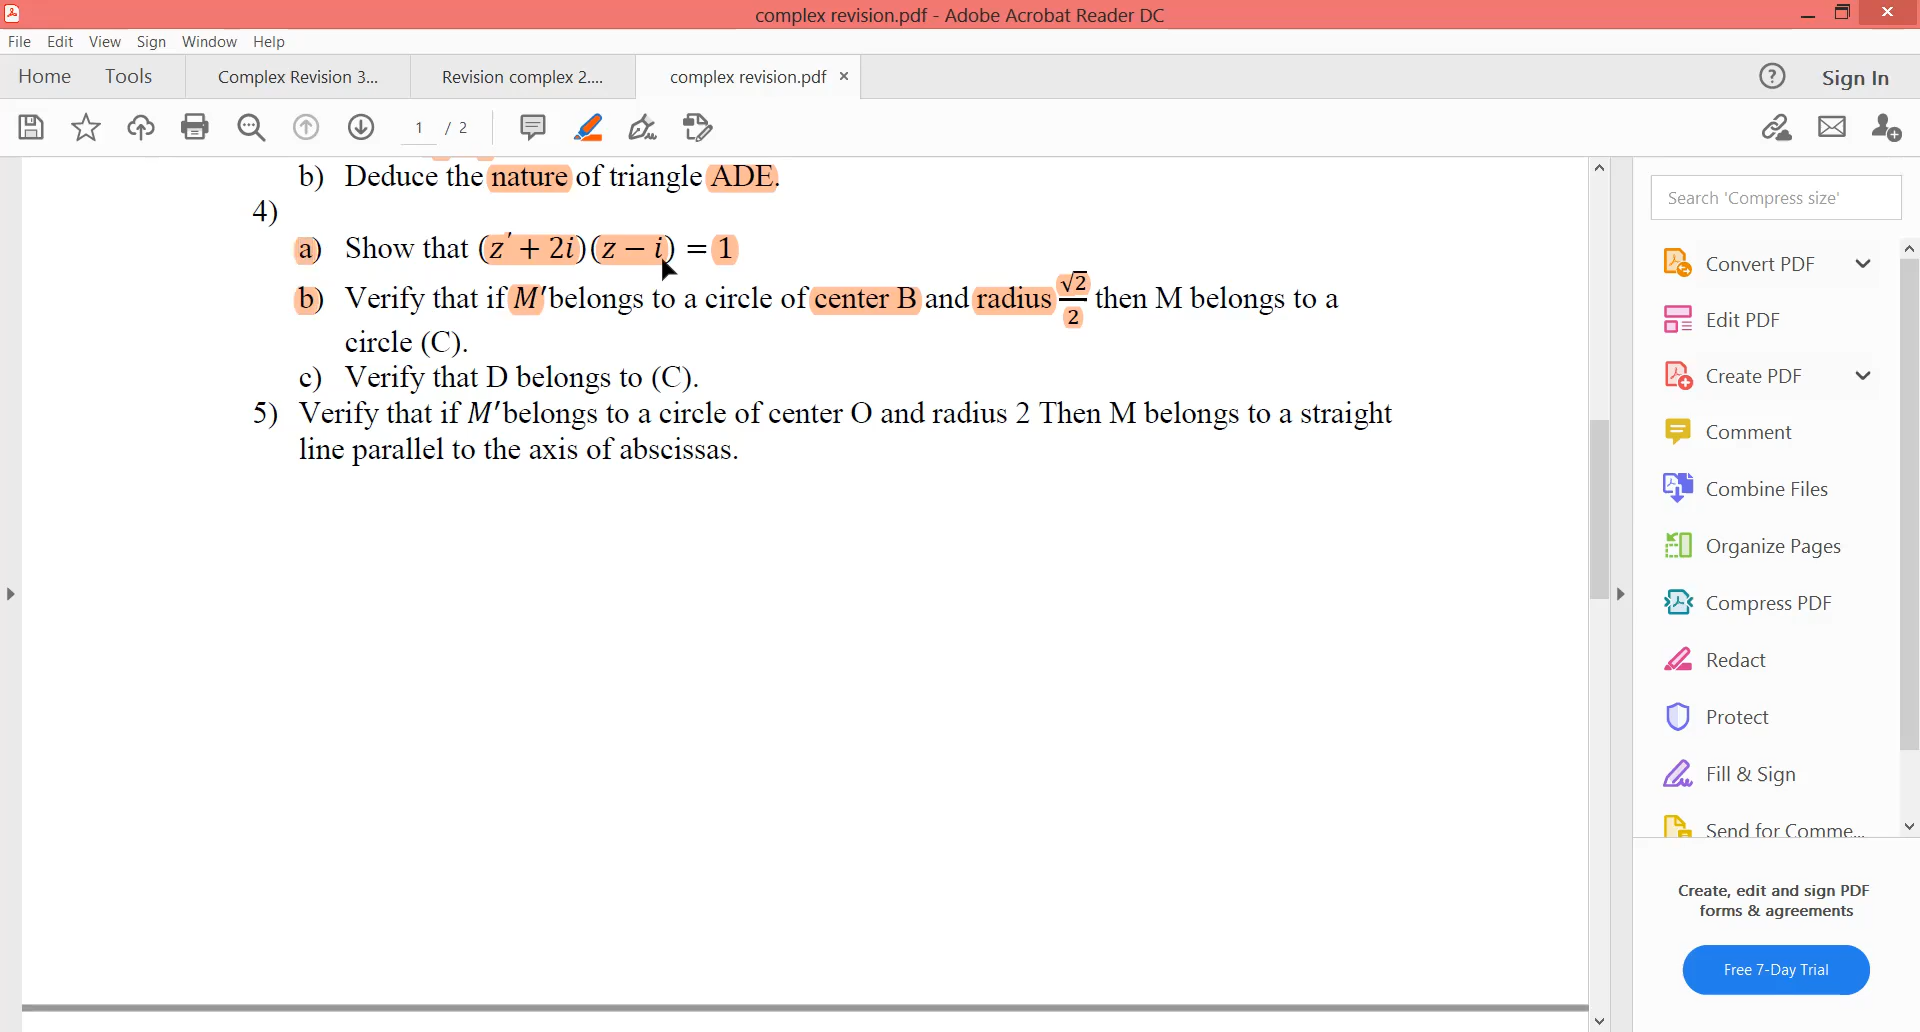 complex revision.pdf - Adobe Acrobat Reader DC
File Edit View Sign Window Help
Home Tools Complex Revision 3... Revision complex 2.... complex revision.pdf × Sign In
1 / 2
b) Deduce the nature of triangle ADE.
4)
a) Show that (z′ + 2i)(z − i) = 1
b) Verify that if M′belongs to a circle of center B and radius √2/2 then M belongs to a
circle (C).
c) Verify that D belongs to (C).
5) Verify that if M′belongs to a circle of center O and radius 2 Then M belongs to a straight
line parallel to the axis of abscissas.
Search 'Compress size'
Convert PDF
Edit PDF
Create PDF
Comment
Combine Files
Organize Pages
Compress PDF
Redact
Protect
Fill & Sign
Send for Comme...
Create, edit and sign PDF
forms & agreements
Free 7-Day Trial